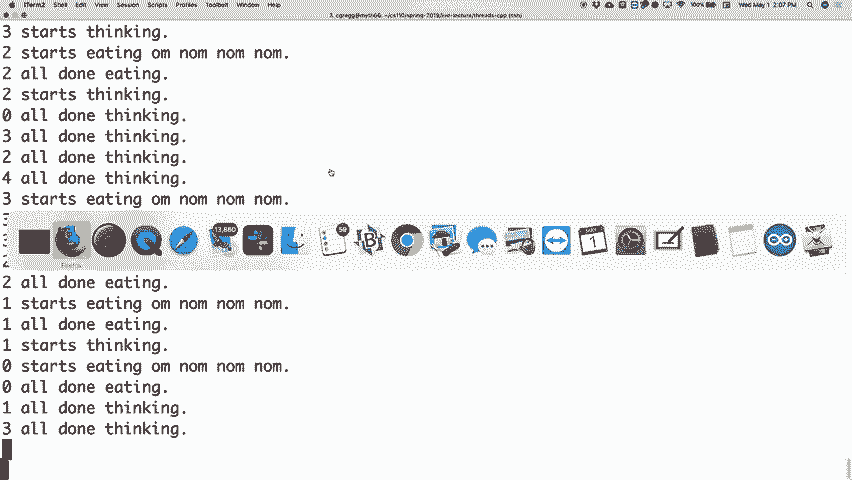 iTerm2 Shell Edit View Session Scripts Profiles Toolbelt Window Help 100% Wed May 1 2:07 PM
3 starts thinking.
2 starts eating om nom nom nom.
2 all done eating.
2 starts thinking.
0 all done thinking.
3 all done thinking.
2 all done thinking.
4 all done thinking.
3 starts eating om nom nom nom.
13,880
59
1
2 all done eating.
1 starts eating om nom nom nom.
1 all done eating.
1 starts thinking.
0 starts eating om nom nom nom.
0 all done eating.
1 all done thinking.
3 all done thinking.